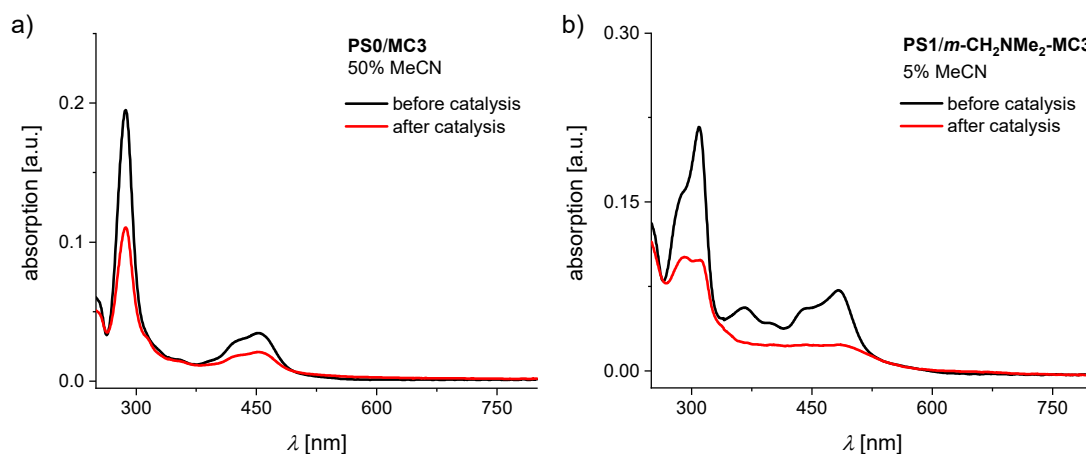 a)
PS0/MC3
50% MeCN
before catalysis
after catalysis
absorption [a.u.]
0.2
0.1
0.0
300
450
600
750
λ [nm]
b)
PS1/m-CH₂NMe₂-MC3
5% MeCN
before catalysis
after catalysis
absorption [a.u.]
0.30
0.15
0.00
300
450
600
750
λ [nm]